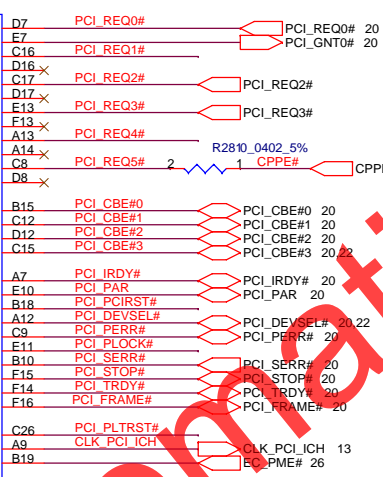 D7 PCI_REQ0# PCI_REQ0# 20
E7 PCI_GNT0# 20
C16 PCI_REQ1#
D16
C17 PCI_REQ2# PCI_REQ2#
D17
E13 PCI_REQ3# PCI_REQ3#
F13
A13 PCI_REQ4#
A14 R2810_0402_5%
C8 PCI_REQ5# 2 1 CPPE#
D8
B15 PCI_CBE#0 PCI_CBE#0 20
C12 PCI_CBE#1 PCI_CBE#1 20
D12 PCI_CBE#2 PCI_CBE#2 20
C15 PCI_CBE#3 PCI_CBE#3 20,22
A7 PCI_IRDY# PCI_IRDY# 20
E10 PCI_PAR PCI_PAR 20
B18 PCI_PCIRST#
A12 PCI_DEVSEL# PCI_DEVSEL# 20,22
C9 PCI_PERR# PCI_PERR# 20
E11 PCI_PLOCK#
B10 PCI_SERR# PCI_SERR# 20
F15 PCI_STOP# PCI_STOP# 20
F14 PCI_TRDY# PCI_TRDY# 20
F16 PCI_FRAME# PCI_FRAME# 20
C26 PCI_PLTRST#
A9 CLK_PCI_ICH CLK_PCI_ICH 13
B19 EC_PME# 26